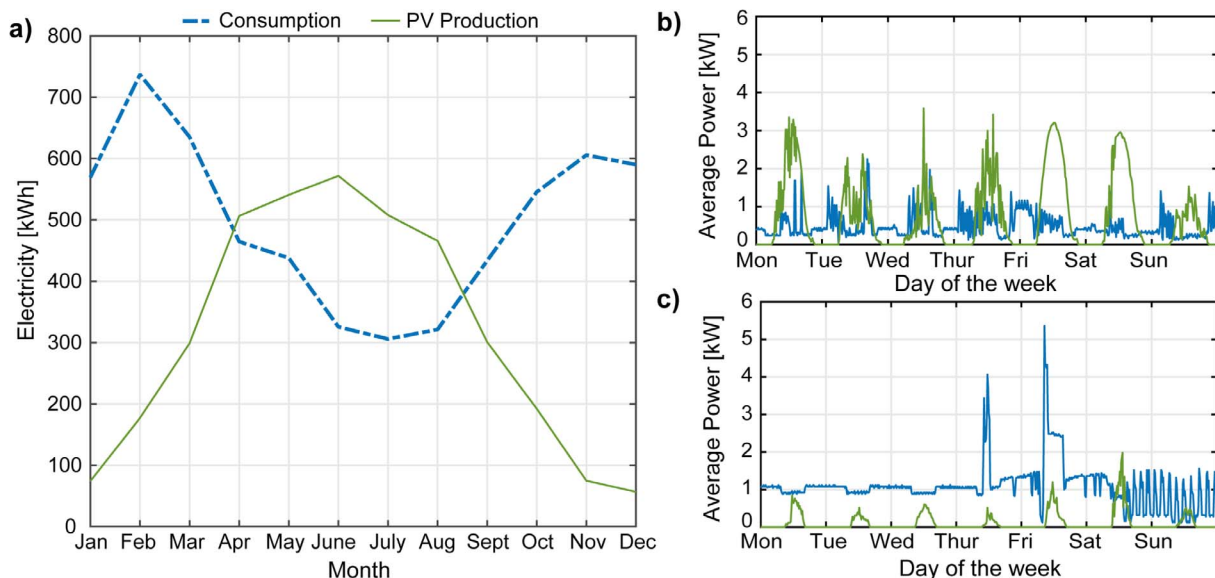 Consumption PV Production
a)
800
700
600
500
400
300
200
100
0
Electricity [kWh]
Jan Feb Mar Apr May June July Aug Sept Oct Nov Dec
Month
b)
6
5
4
3
2
1
0
Average Power [kW]
Mon Tue Wed Thur Fri Sat Sun
Day of the week
c)
6
5
4
3
2
1
0
Average Power [kW]
Mon Tue Wed Thur Fri Sat Sun
Day of the week